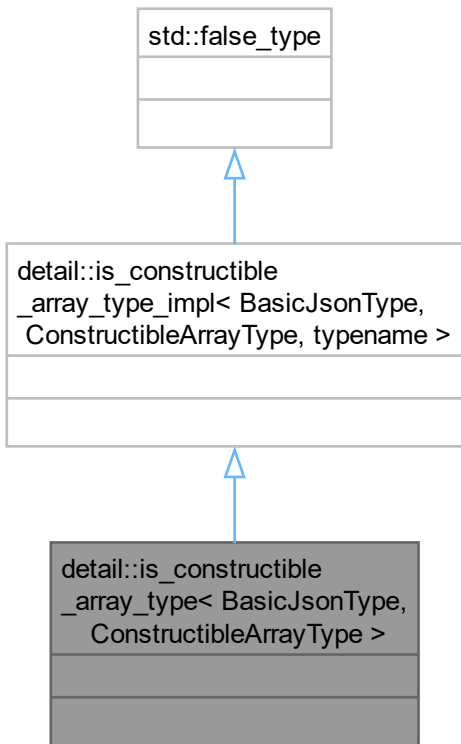 std::false_type
detail::is_constructible
_array_type_impl< BasicJsonType,
ConstructibleArrayType, typename >
detail::is_constructible
_array_type< BasicJsonType,
ConstructibleArrayType >